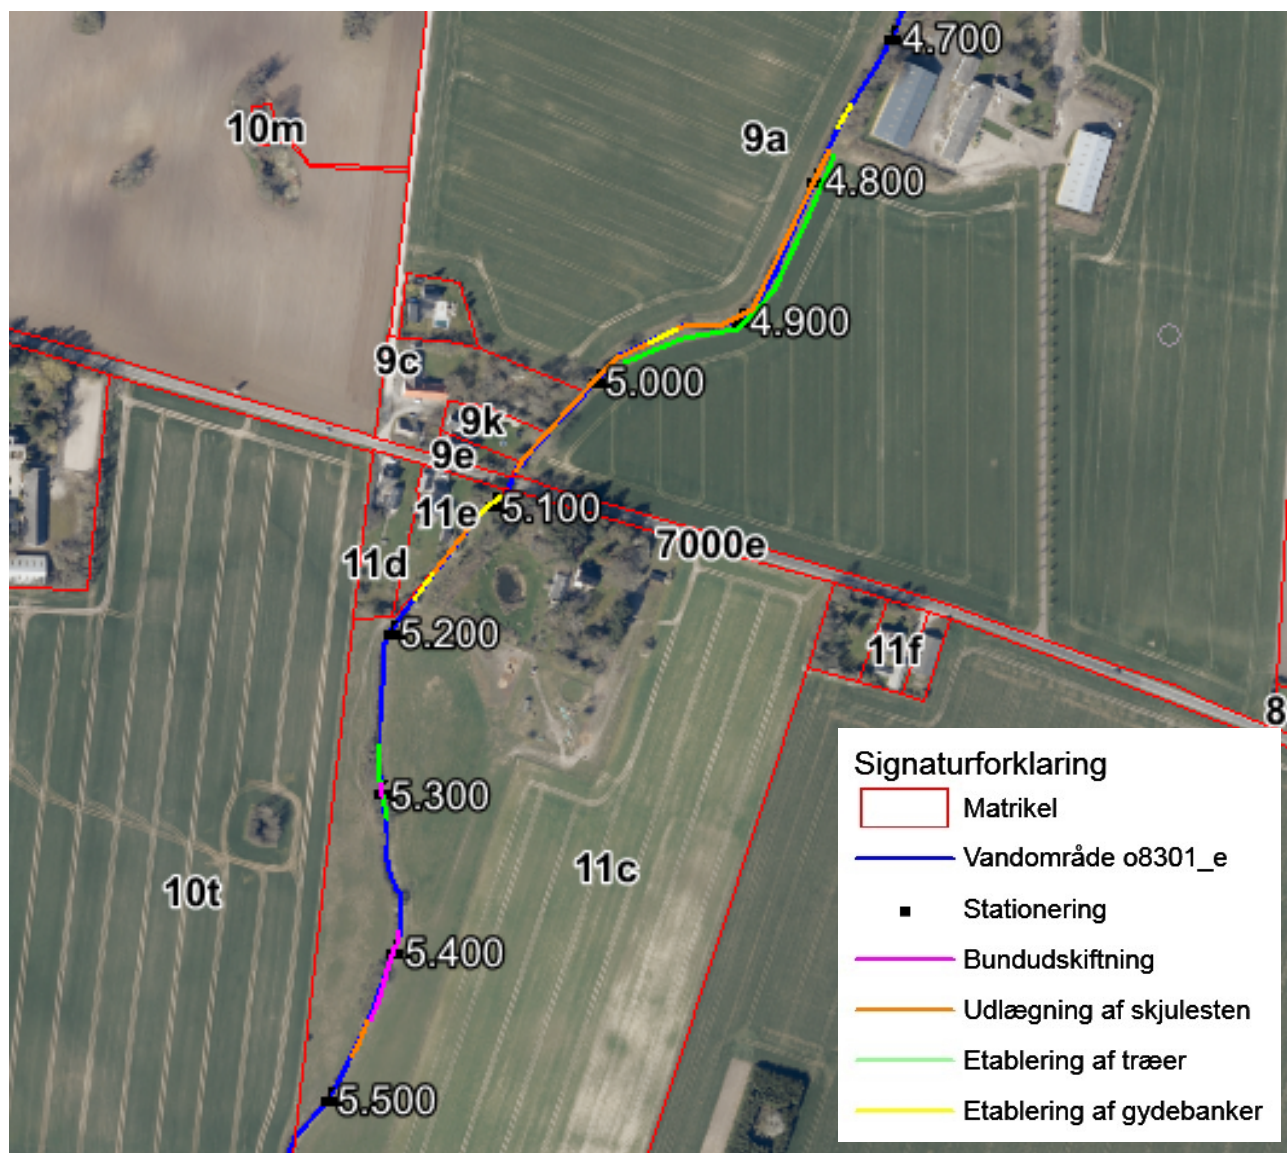 4.700
10m
9a
4.800
4.900
9c
5.000
9k
9e
11e
5.100
7000e
11d
5.200
11f
8
5.300
11c
10t
5.400
5.500
Signaturforklaring
Matrikel
Vandområde o8301_e
Stationering
Bundudskiftning
Udlægning af skjulesten
Etablering af træer
Etablering af gydebanker